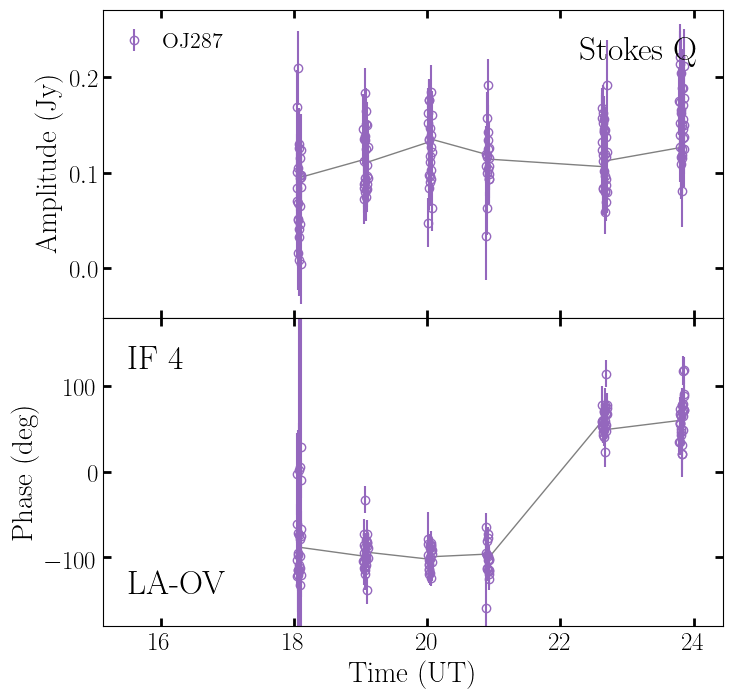 OJ287
Stokes Q
Amplitude (Jy)
0.2
0.1
0.0
IF 4
Phase (deg)
100
0
−100
LA-OV
16 18 20 22 24
Time (UT)